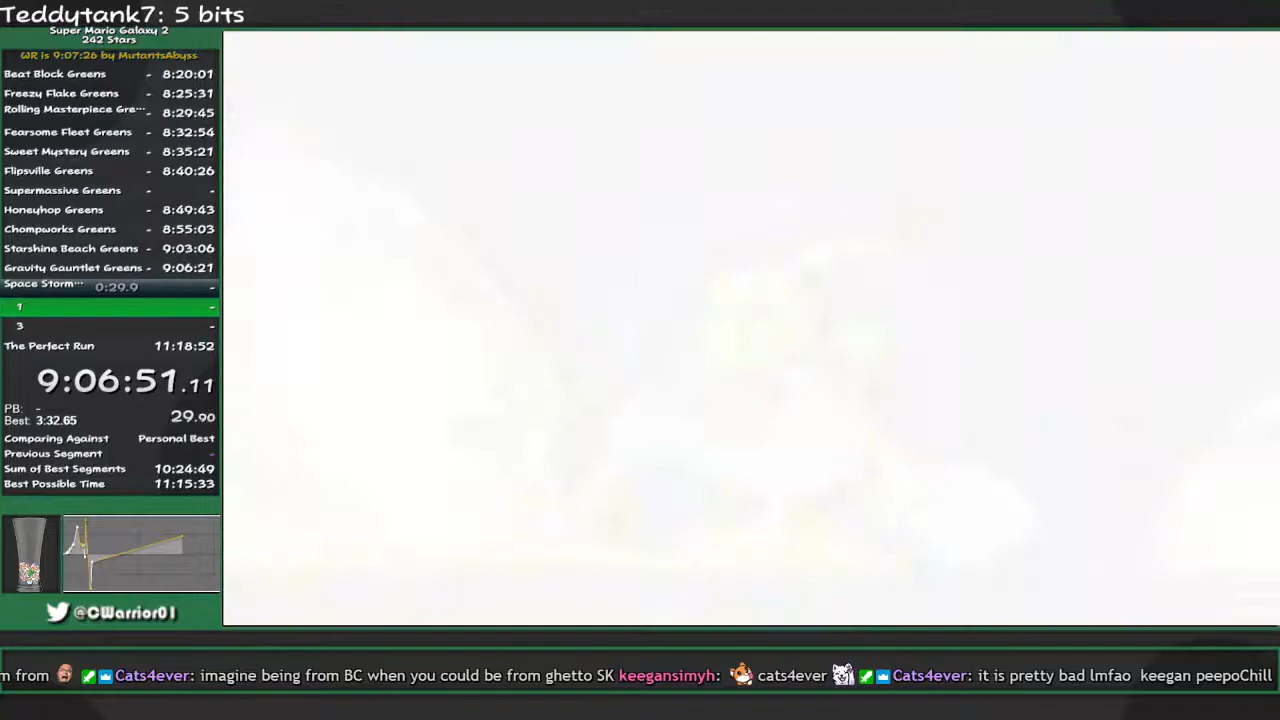 Teddytank7: 5 bits
Super Mario Galaxy 2
242 Stars
WR is 9:07:26 by MutantsAbyss
Beat Block Greens - 8:20:01
Freezy Flake Greens - 8:25:31
Rolling Masterpiece Gre… - 8:29:45
Fearsome Fleet Greens - 8:32:54
Sweet Mystery Greens - 8:35:21
Flipsville Greens - 8:40:26
Supermassive Greens - -
Honeyhop Greens - 8:49:43
Chompworks Greens - 8:55:03
Starshine Beach Greens - 9:03:06
Gravity Gauntlet Greens - 9:06:21
Space Storm… 0:29.9 -
1 -
3 -
The Perfect Run 11:18:52
9:06:51.11
PB: -
Best: 3:32.65 29.90
Comparing Against Personal Best
Previous Segment -
Sum of Best Segments 10:24:49
Best Possible Time 11:15:33
@CWarrior01
m from Cats4ever: imagine being from BC when you could be from ghetto SK keegansimyh: cats4ever Cats4ever: it is pretty bad lmfao keegan peepoChill